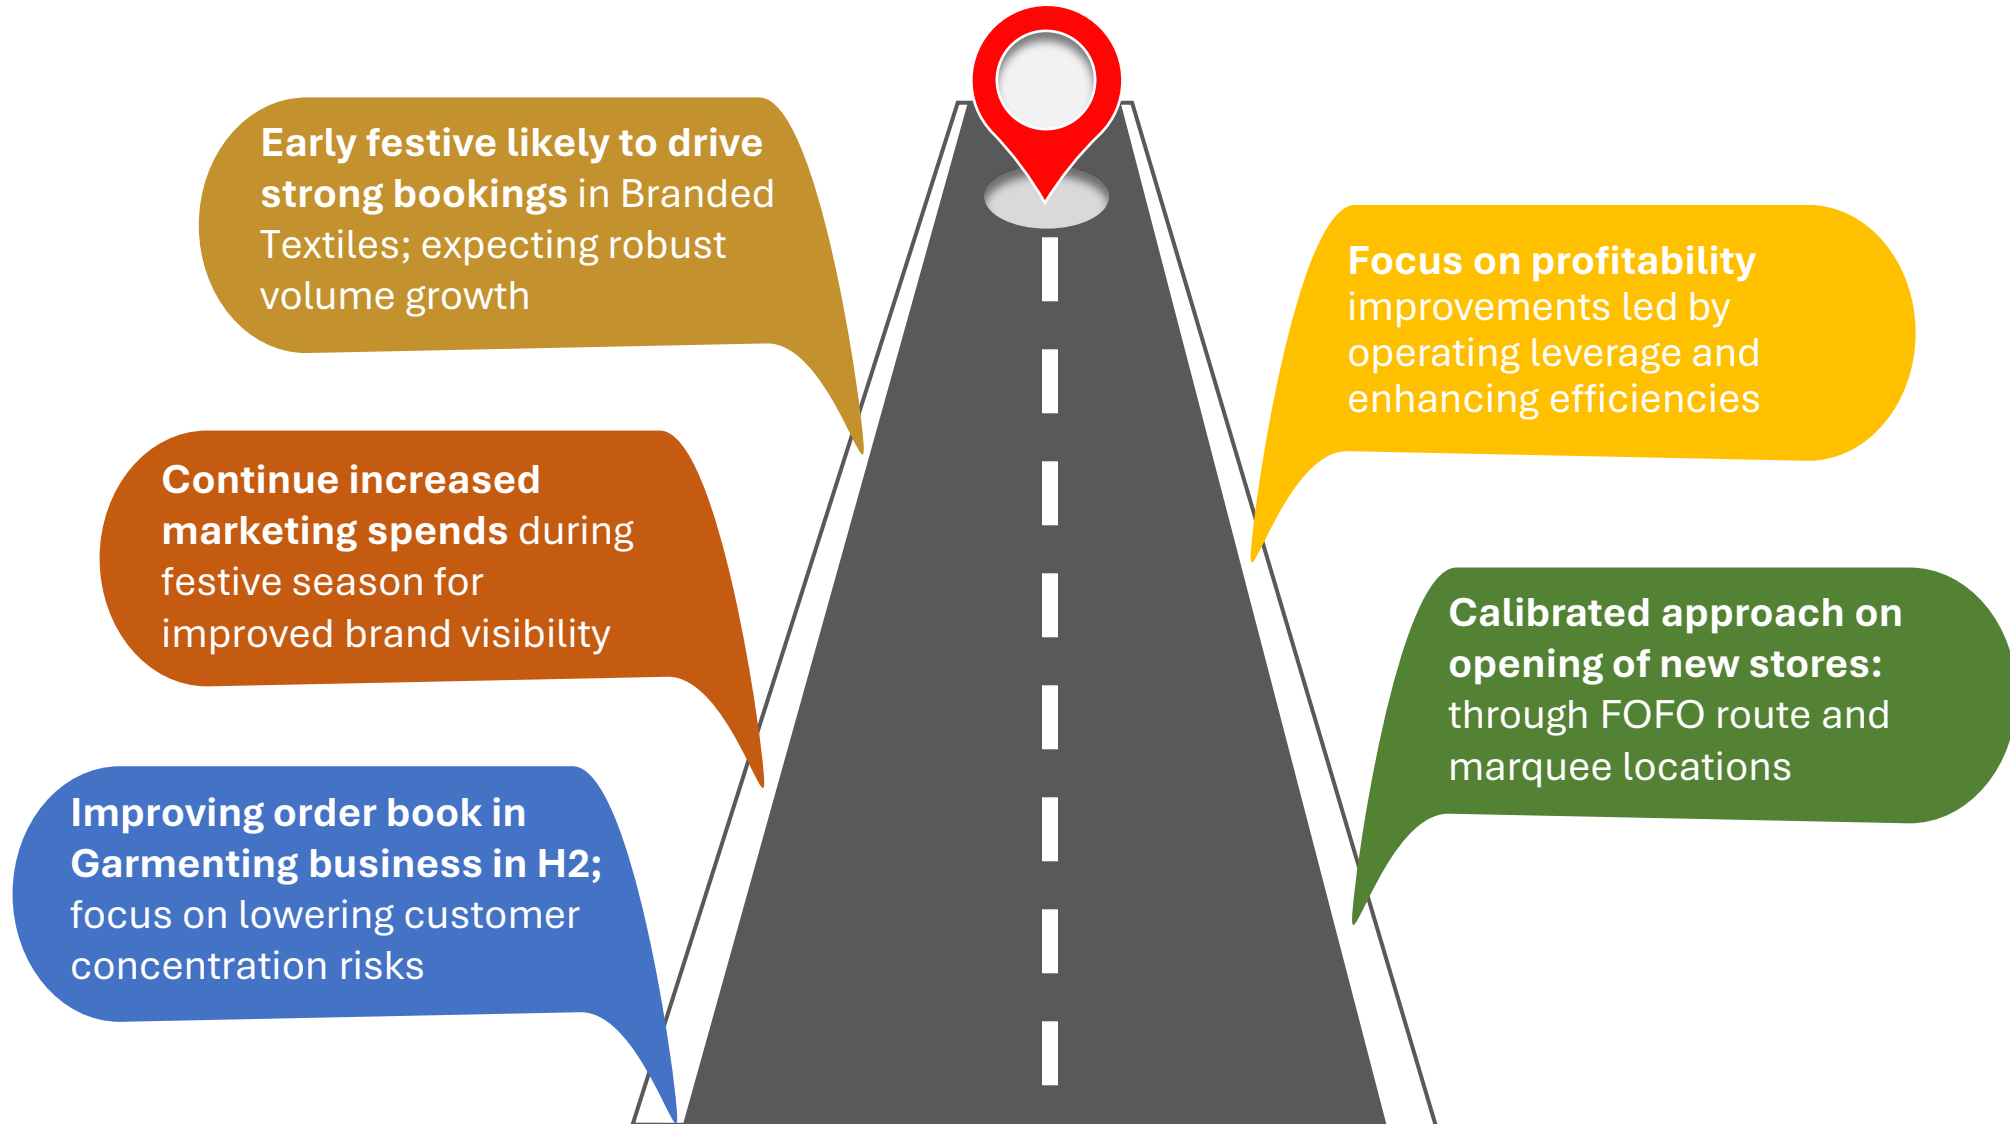 Early festive likely to drive
strong bookings in Branded
Textiles; expecting robust
volume growth
Continue increased
marketing spends during
festive season for
improved brand visibility
Improving order book in
Garmenting business in H2;
focus on lowering customer
concentration risks
Focus on profitability
improvements led by
operating leverage and
enhancing efficiencies
Calibrated approach on
opening of new stores:
through FOFO route and
marquee locations